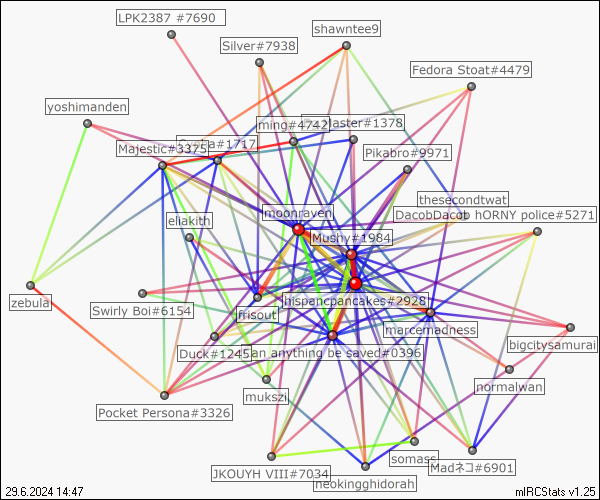 LPK2387 #7690
shawntee9
Silver#7938
Fedora Stoat#4479
yoshimanden
ming#4742
Master#1378
#1717
Majestic#3375
Pikabro#9971
thesecondtwat
DacobDacob
hORNY police#5271
moonraven
eliakith
Mushy#1984
zebula
Swirly Boi#6154
hispancpancakes#2928
frisout
marcemadness
bigcitysamurai
Duck#1245
an anything be saved#0396
normalwan
mukszi
Pocket Persona#3326
somass
Madネコ#6901
JKOUYH VIII#7034
neokingghidorah
29.6.2024 14:47
mIRCStats v1.25